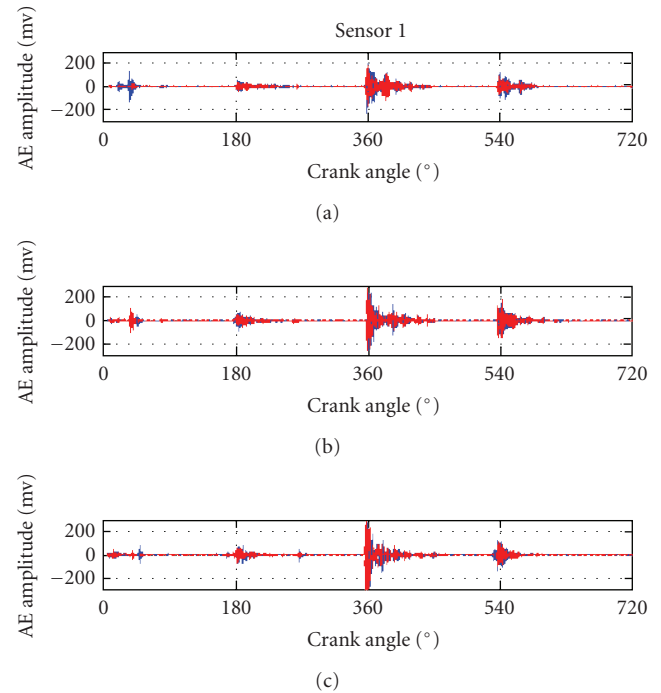 Sensor 1
AE amplitude (mv)
200
0
−200
0 180 360 540 720
Crank angle (°)
(a)
AE amplitude (mv)
200
0
−200
0 180 360 540 720
Crank angle (°)
(b)
AE amplitude (mv)
200
0
−200
0 180 360 540 720
Crank angle (°)
(c)